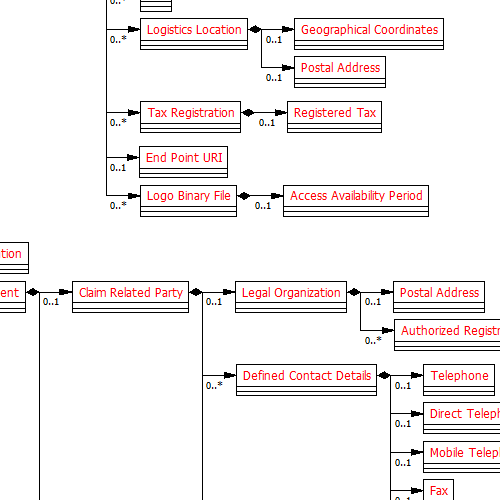 0..*
Logistics Location
Geographical Coordinates
0..*
0..1
Postal Address
0..1
Tax Registration
Registered Tax
0..*
0..1
End Point URI
0..1
Logo Binary File
Access Availability Period
0..*
0..1
tion
ent
Claim Related Party
Legal Organization
Postal Address
0..1
0..1
0..1
Authorized Registr
0..*
Defined Contact Details
Telephone
0..*
0..1
Direct Teleph
0..1
Mobile Telep
0..1
Fax
0..1